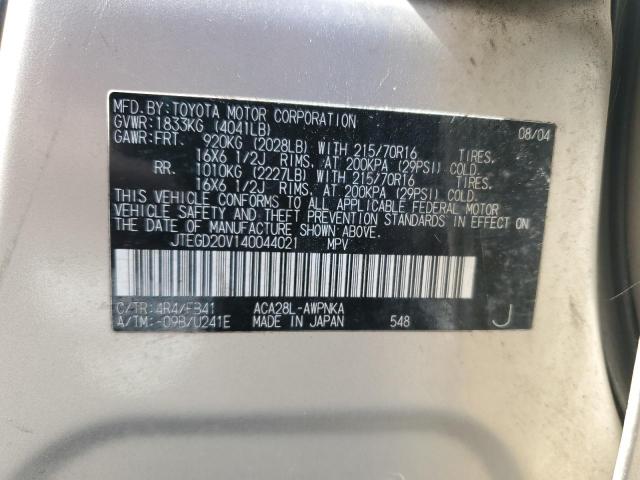 MFD.BY:TOYOTA MOTOR CORPORATION 08/04
GVWR:1833KG (4041LB)
GAWR:FRT. 920KG (2028LB) WITH 215/70R16 TIRES.
16X6 1/2J RIMS. AT 200KPA (29PSI) COLD.
RR. 1010KG (2227LB) WITH 215/70R16 TIRES.
16X6 1/2J RIMS. AT 200KPA (29PSI) COLD.
THIS VEHICLE CONFORMS TO ALL APPLICABLE FEDERAL MOTOR
VEHICLE SAFETY AND THEFT PREVENTION STANDARDS IN EFFECT ON
THE DATE OF MANUFACTURE SHOWN ABOVE.
JTEGD20V140044021 MPV
C/TR:4R4/FB41 ACA28L-AWPNKA
A/TM:-09B/U241E MADE IN JAPAN 548 J